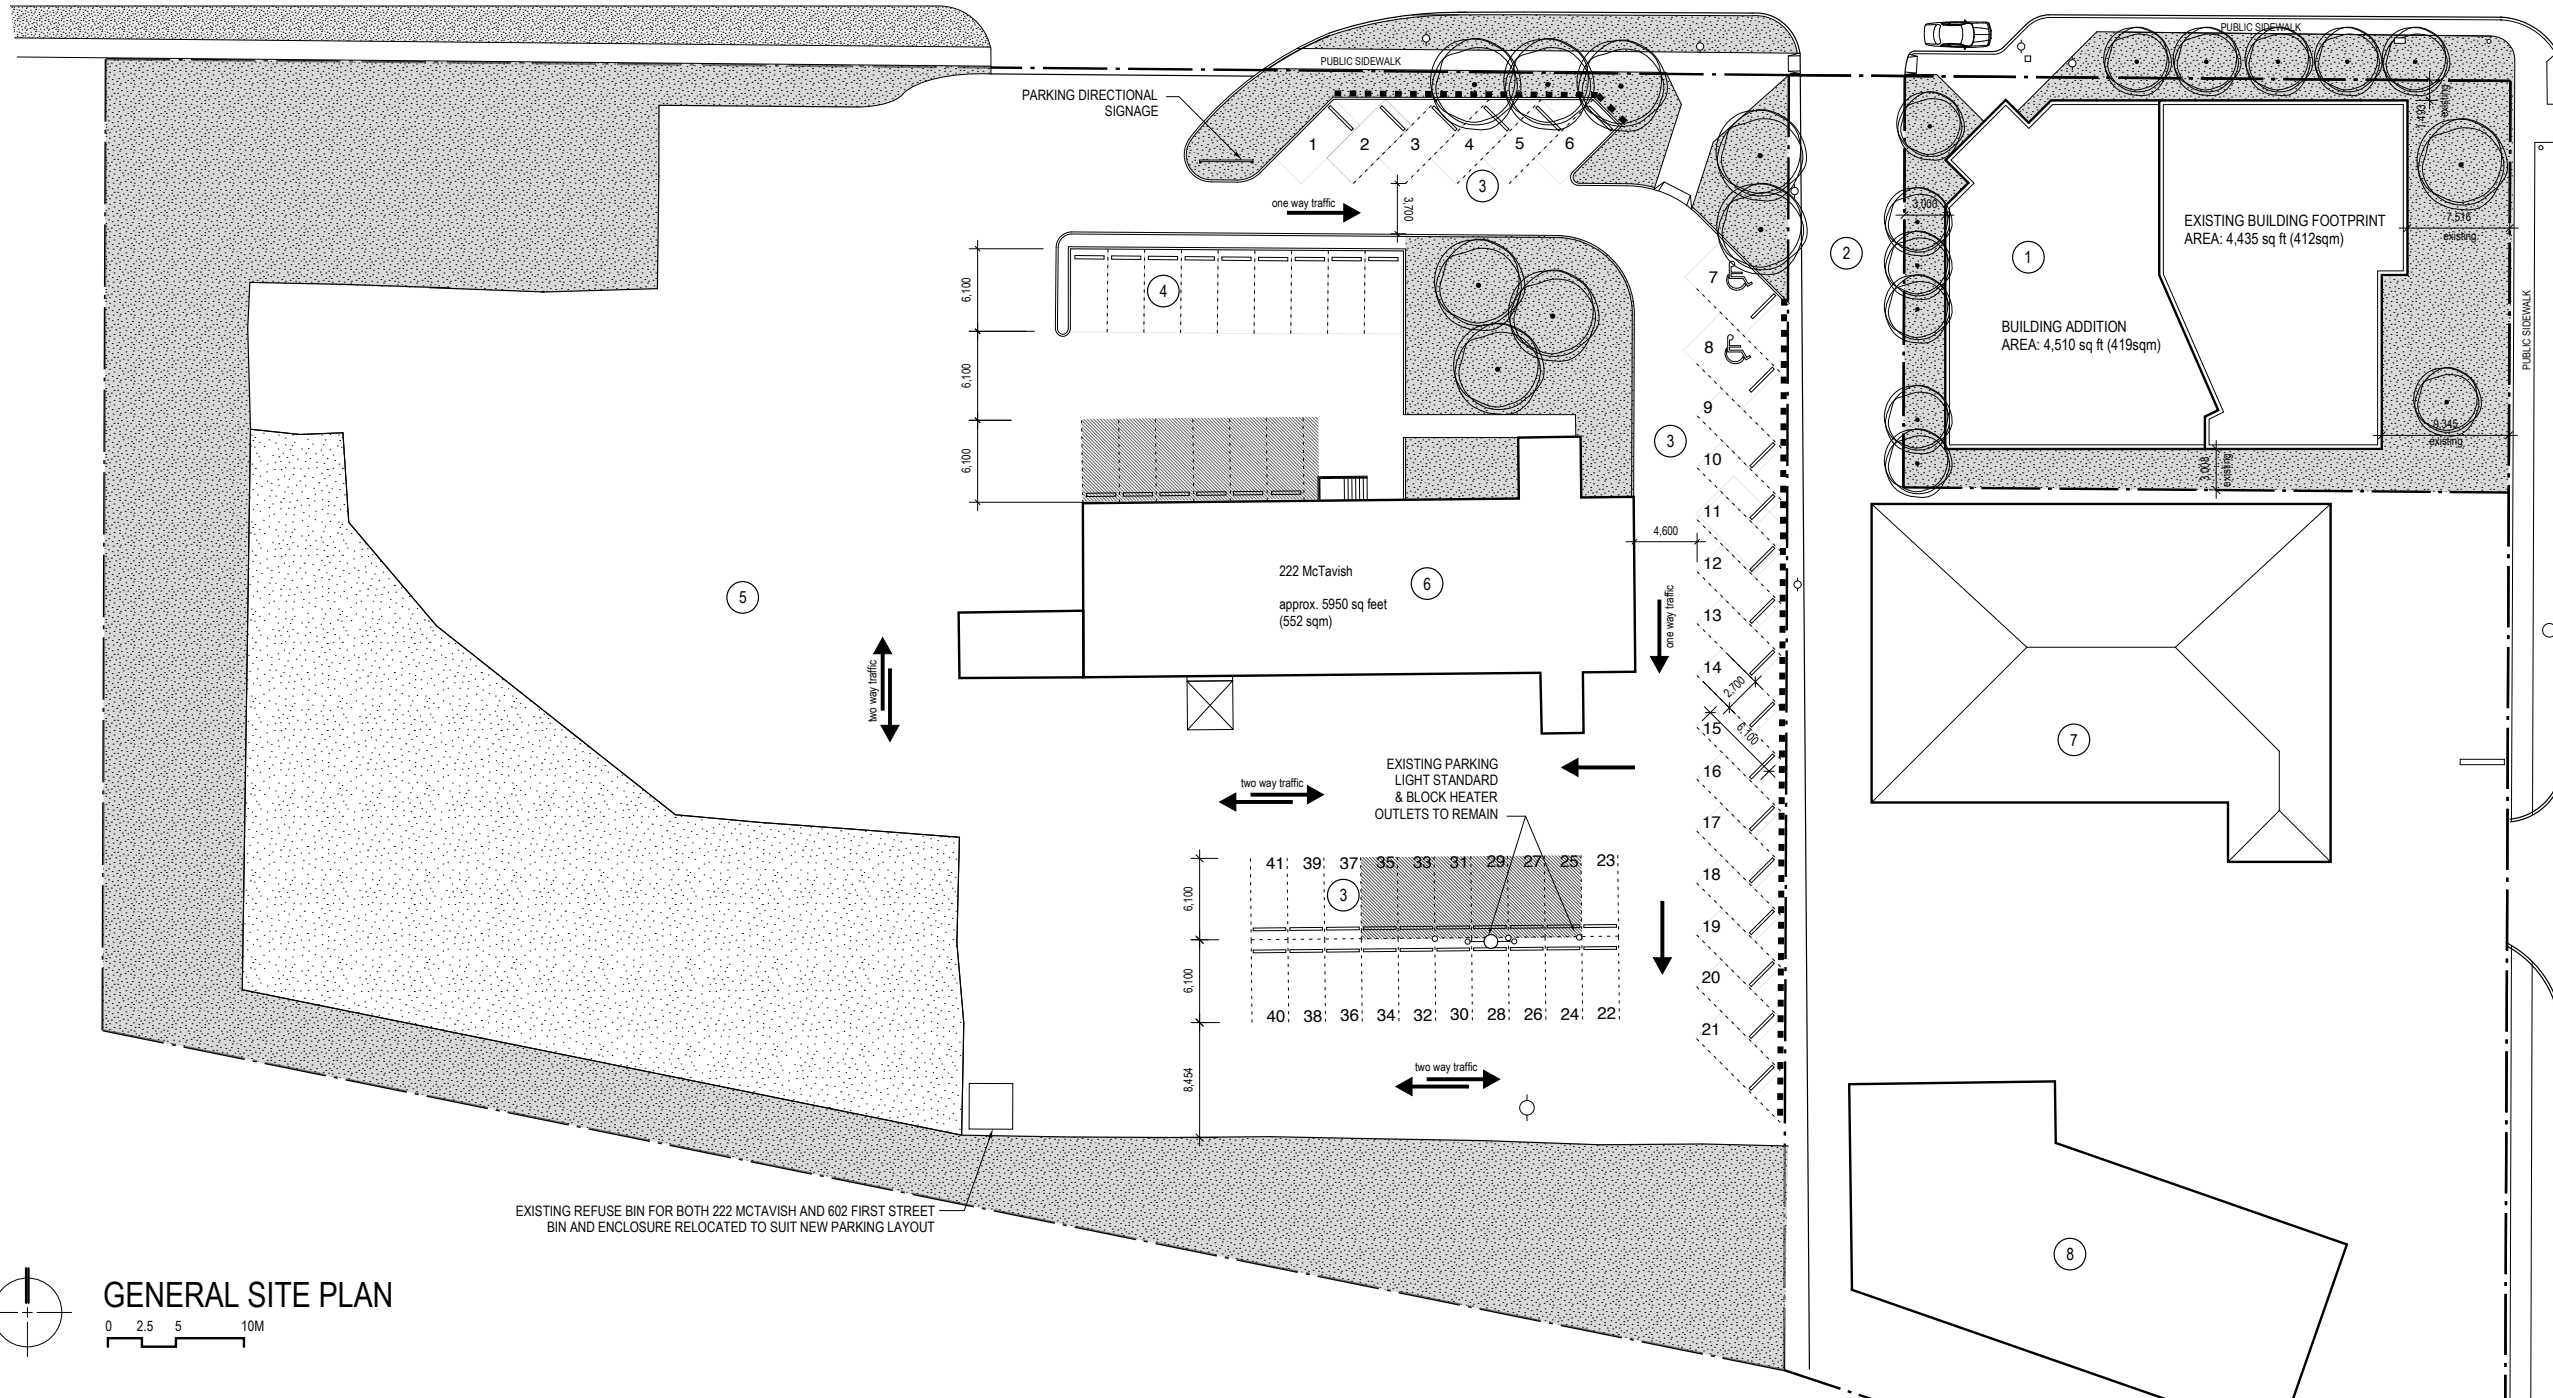 PUBLIC SIDEWALK
PUBLIC SIDEWALK
PARKING DIRECTIONAL
SIGNAGE
1 2 3 4 5 6
3
one way traffic
3,700
1,493
existing
3,000
7,516
existing
EXISTING BUILDING FOOTPRINT
AREA: 4,435 sq ft (412sqm)
1
2
BUILDING ADDITION
AREA: 4,510 sq ft (419sqm)
PUBLIC SIDEWALK
9,345
existing
3,008
existing
6,100
6,100
6,100
4
7
8
9
10
11
12
13
14
15
16
17
18
19
20
21
3
4,600
one way traffic
2,700
6,100
222 McTavish
approx. 5950 sq feet
(552 sqm)
6
5
two way traffic
7
EXISTING PARKING
LIGHT STANDARD
& BLOCK HEATER
OUTLETS TO REMAIN
two way traffic
41 39 37 35 33 31 29 27 25 23
3
6,100
6,100
8,454
40 38 36 34 32 30 28 26 24 22
two way traffic
EXISTING REFUSE BIN FOR BOTH 222 MCTAVISH AND 602 FIRST STREET
BIN AND ENCLOSURE RELOCATED TO SUIT NEW PARKING LAYOUT
8
GENERAL SITE PLAN
0 2.5 5 10M